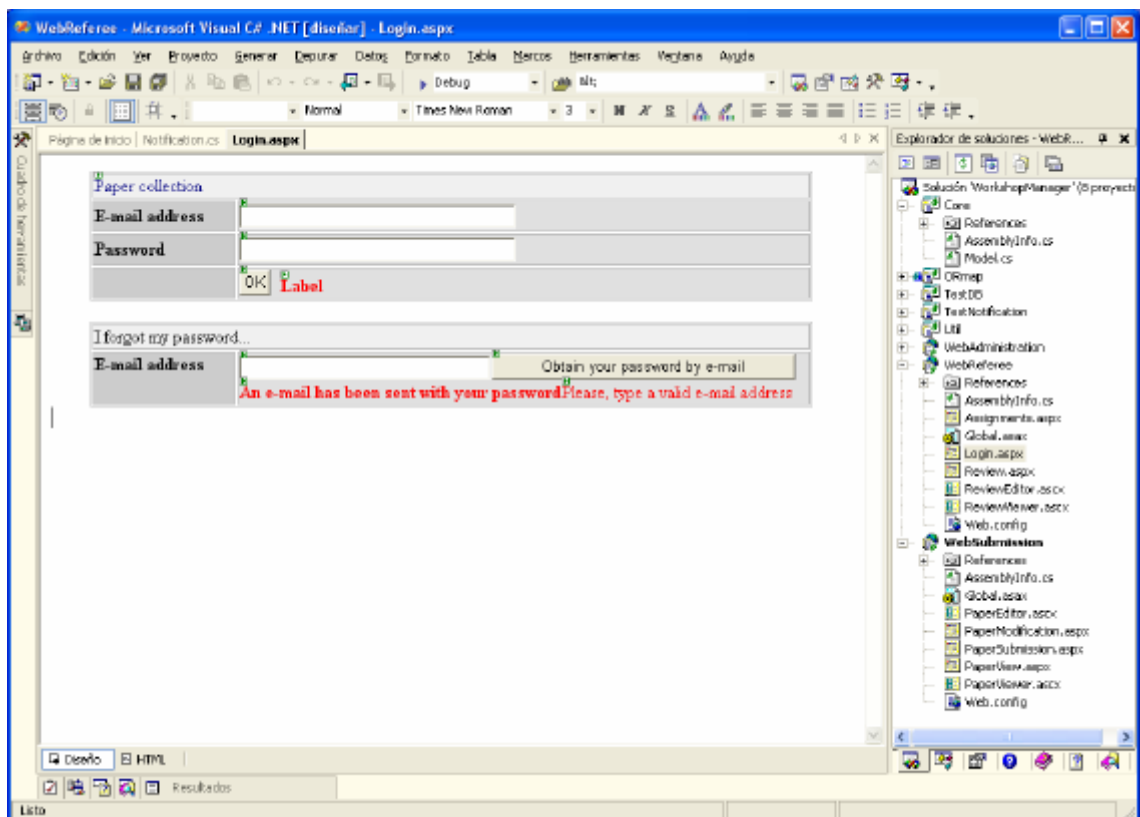 WebReferee - Microsoft Visual C# .NET [diseñar] - Login.aspx
Archivo Edición Ver Proyecto Generar Depurar Datos Formato Tabla Marcos Herramientas Ventana Ayuda
Debug
Normal Times New Roman 3 N X S
Página de inicio Notification.cs Login.aspx
Cuadro de herramientas
Paper collection
E-mail address
Password
OK Label
I forgot my password...
E-mail address Obtain your password by e-mail
An e-mail has been sent with your password Please, type a valid e-mail address
Diseño HTML
Resultados
Listo
Explorador de soluciones - WebR...
Solución 'WorkshopManager' (8 proyect
Core
References
AssemblyInfo.cs
Model.cs
ORmap
TestDB
TestNotification
Util
WebAdministration
WebReferee
References
AssemblyInfo.cs
Assignments.aspx
Global.asax
Login.aspx
Review.aspx
ReviewEditor.ascx
ReviewViewer.ascx
Web.config
WebSubmission
References
AssemblyInfo.cs
Global.asax
PaperEditor.ascx
PaperModification.aspx
PaperSubmission.aspx
PaperView.aspx
PaperViewer.ascx
Web.config